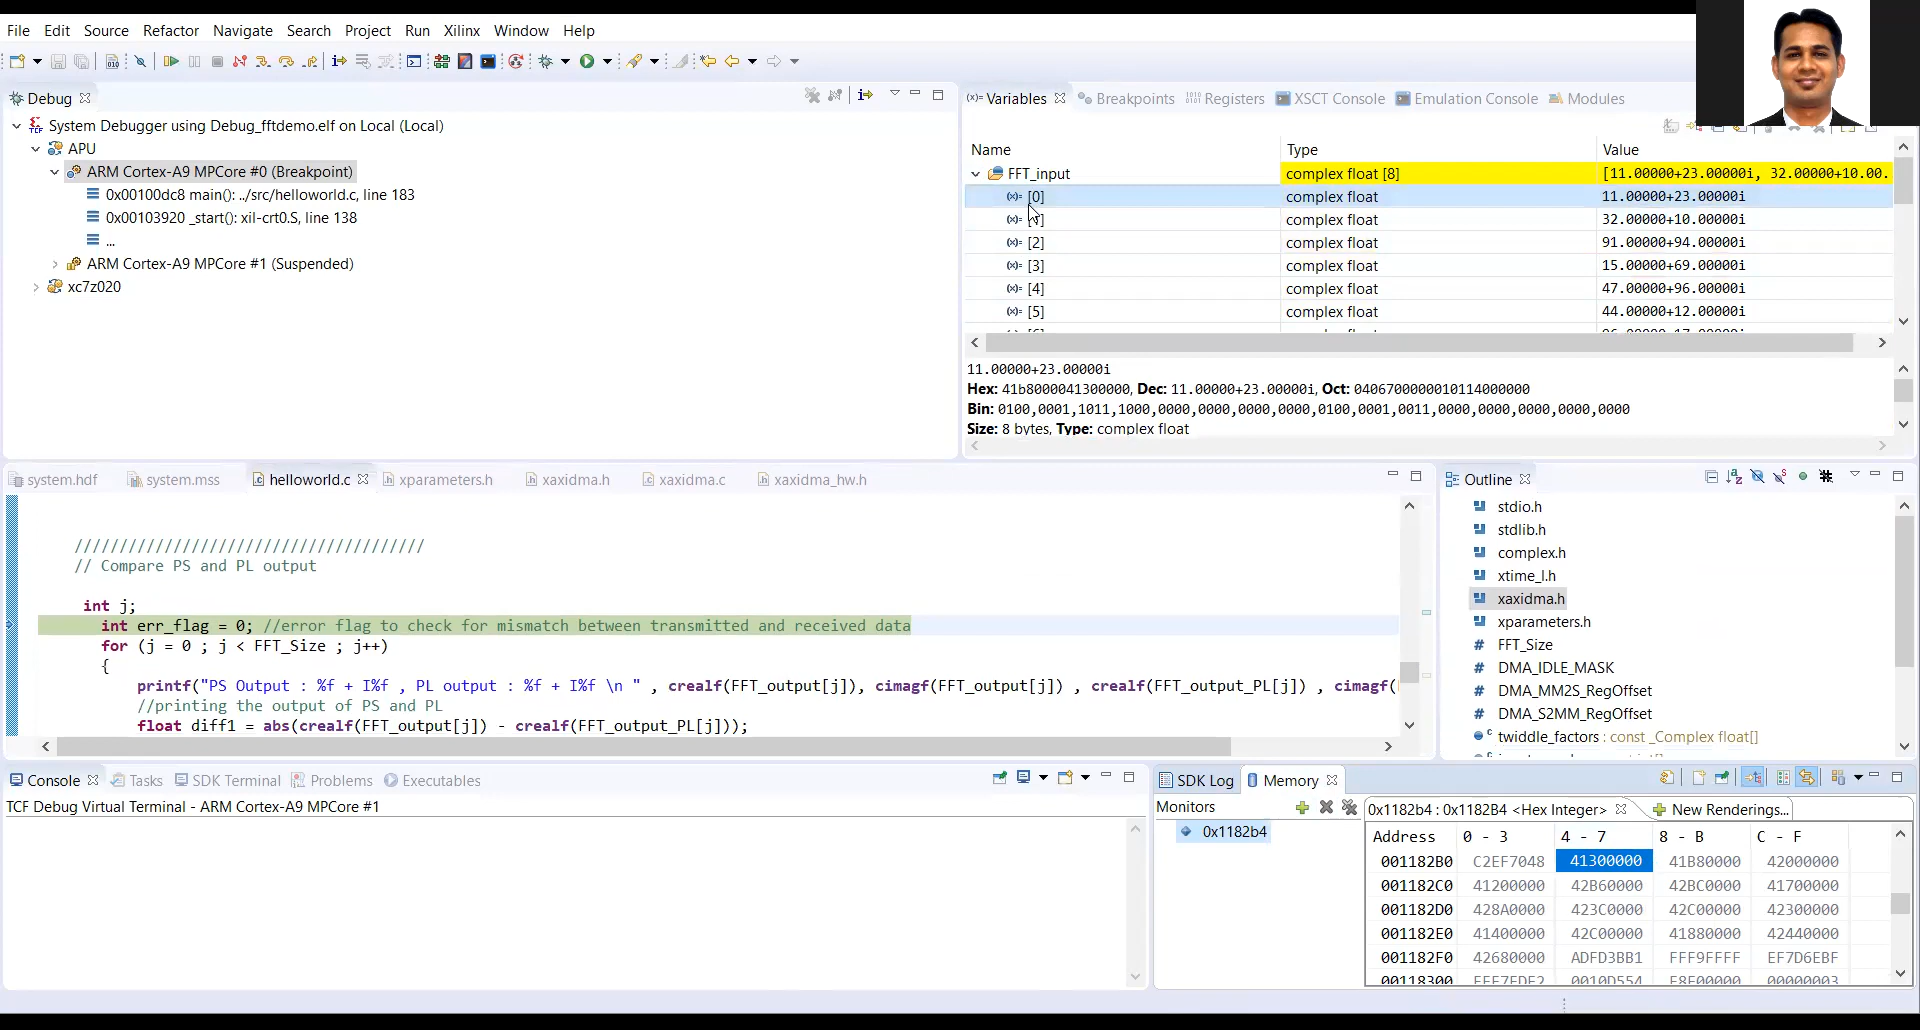 File Edit Source Refactor Navigate Search Project Run Xilinx Window Help
Debug
System Debugger using Debug_fftdemo.elf on Local (Local)
APU
ARM Cortex-A9 MPCore #0 (Breakpoint)
0x00100dc8 main(): ../src/helloworld.c, line 183
0x00103920 _start(): xil-crt0.S, line 138
...
ARM Cortex-A9 MPCore #1 (Suspended)
xc7z020
Variables Breakpoints Registers XSCT Console Emulation Console Modules
Name Type Value
FFT_input complex float [8] [11.00000+23.00000i, 32.00000+10.00.
[0] complex float 11.00000+23.00000i
complex float 32.00000+10.00000i
[2] complex float 91.00000+94.00000i
[3] complex float 15.00000+69.00000i
[4] complex float 47.00000+96.00000i
[5] complex float 44.00000+12.00000i
11.00000+23.00000i
Hex: 41b8000041300000, Dec: 11.00000+23.00000i, Oct: 0406700000010114000000
Bin: 0100,0001,1011,1000,0000,0000,0000,0000,0100,0001,0011,0000,0000,0000,0000,0000
Size: 8 bytes, Type: complex float
system.hdf system.mss helloworld.c xparameters.h xaxidma.h xaxidma.c xaxidma_hw.h
///////////////////////////////////////
// Compare PS and PL output
int j;
int err_flag = 0; //error flag to check for mismatch between transmitted and received data
for (j = 0 ; j < FFT_Size ; j++)
{
printf("PS Output : %f + I%f , PL output : %f + I%f \n " , crealf(FFT_output[j]), cimagf(FFT_output[j]) , crealf(FFT_output_PL[j]) , cimagf(
//printing the output of PS and PL
float diff1 = abs(crealf(FFT_output[j]) - crealf(FFT_output_PL[j]));
Outline
stdio.h
stdlib.h
complex.h
xtime_l.h
xaxidma.h
xparameters.h
FFT_Size
DMA_IDLE_MASK
DMA_MM2S_RegOffset
DMA_S2MM_RegOffset
twiddle_factors : const _Complex float[]
Console Tasks SDK Terminal Problems Executables
TCF Debug Virtual Terminal - ARM Cortex-A9 MPCore #1
SDK Log Memory
Monitors
0x1182b4
0x1182b4 : 0x1182B4 <Hex Integer> New Renderings...
Address 0 - 3 4 - 7 8 - B C - F
001182B0 C2EF7048 41300000 41B80000 42000000
001182C0 41200000 42B60000 42BC0000 41700000
001182D0 428A0000 423C0000 42C00000 42300000
001182E0 41400000 42C00000 41880000 42440000
001182F0 42680000 ADFD3BB1 FFF9FFFF EF7D6EBF